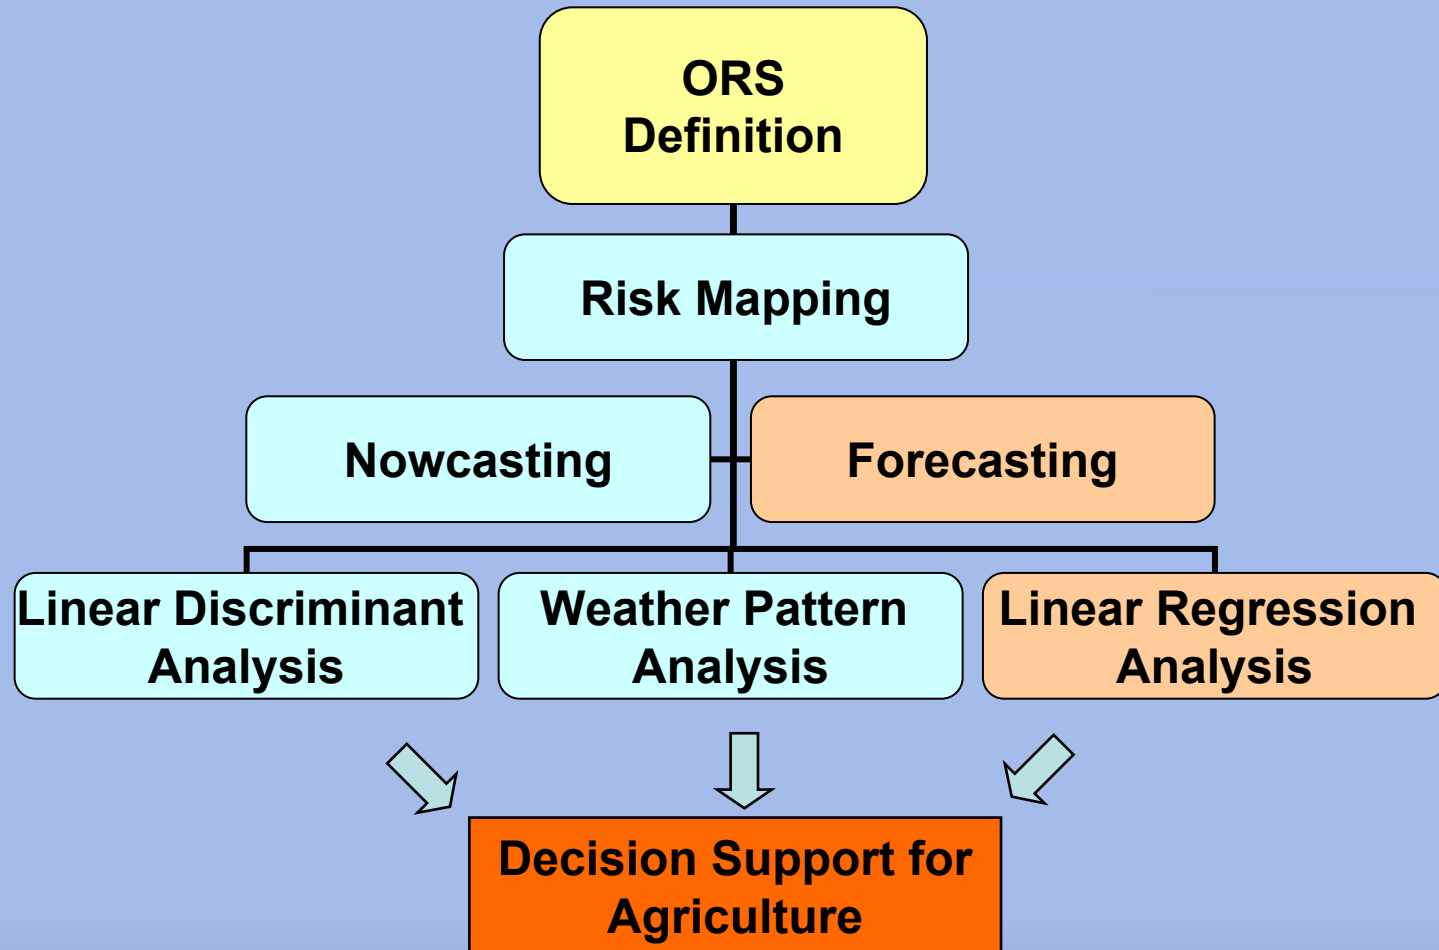 ORS
Definition
Risk Mapping
Nowcasting
Forecasting
Linear Discriminant
Analysis
Weather Pattern
Analysis
Linear Regression
Analysis
Decision Support for
Agriculture